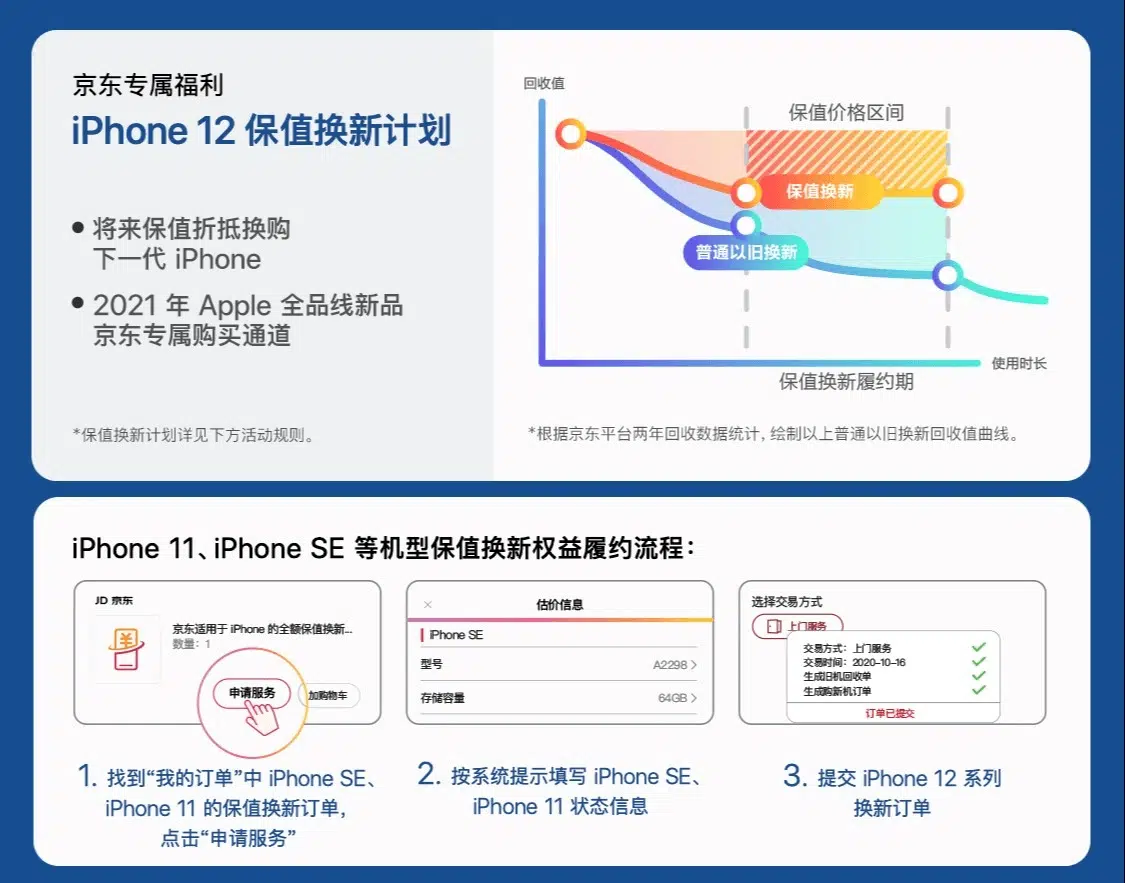 京东专属福利
iPhone 12 保值换新计划
● 将来保值折抵换购
下一代 iPhone
● 2021 年 Apple 全品线新品
京东专属购买通道
*保值换新计划详见下方活动规则。
回收值
保值价格区间
保值换新
普通以旧换新
使用时长
保值换新履约期
*根据京东平台两年回收数据统计, 绘制以上普通以旧换新回收值曲线。
iPhone 11、iPhone SE 等机型保值换新权益履约流程：
JD 京东
京东适用于 iPhone 的全额保值换新...
数量：1
申请服务
加购物车
× 估价信息
iPhone SE
型号 A2298 >
存储容量 64GB >
选择交易方式
上门服务
交易方式：上门服务
交易时间：2020-10-16
生成旧机回收单
生成购新机订单
订单已提交
1. 找到“我的订单”中 iPhone SE、
iPhone 11 的保值换新订单,
点击“申请服务”
2. 按系统提示填写 iPhone SE、
iPhone 11 状态信息
3. 提交 iPhone 12 系列
换新订单